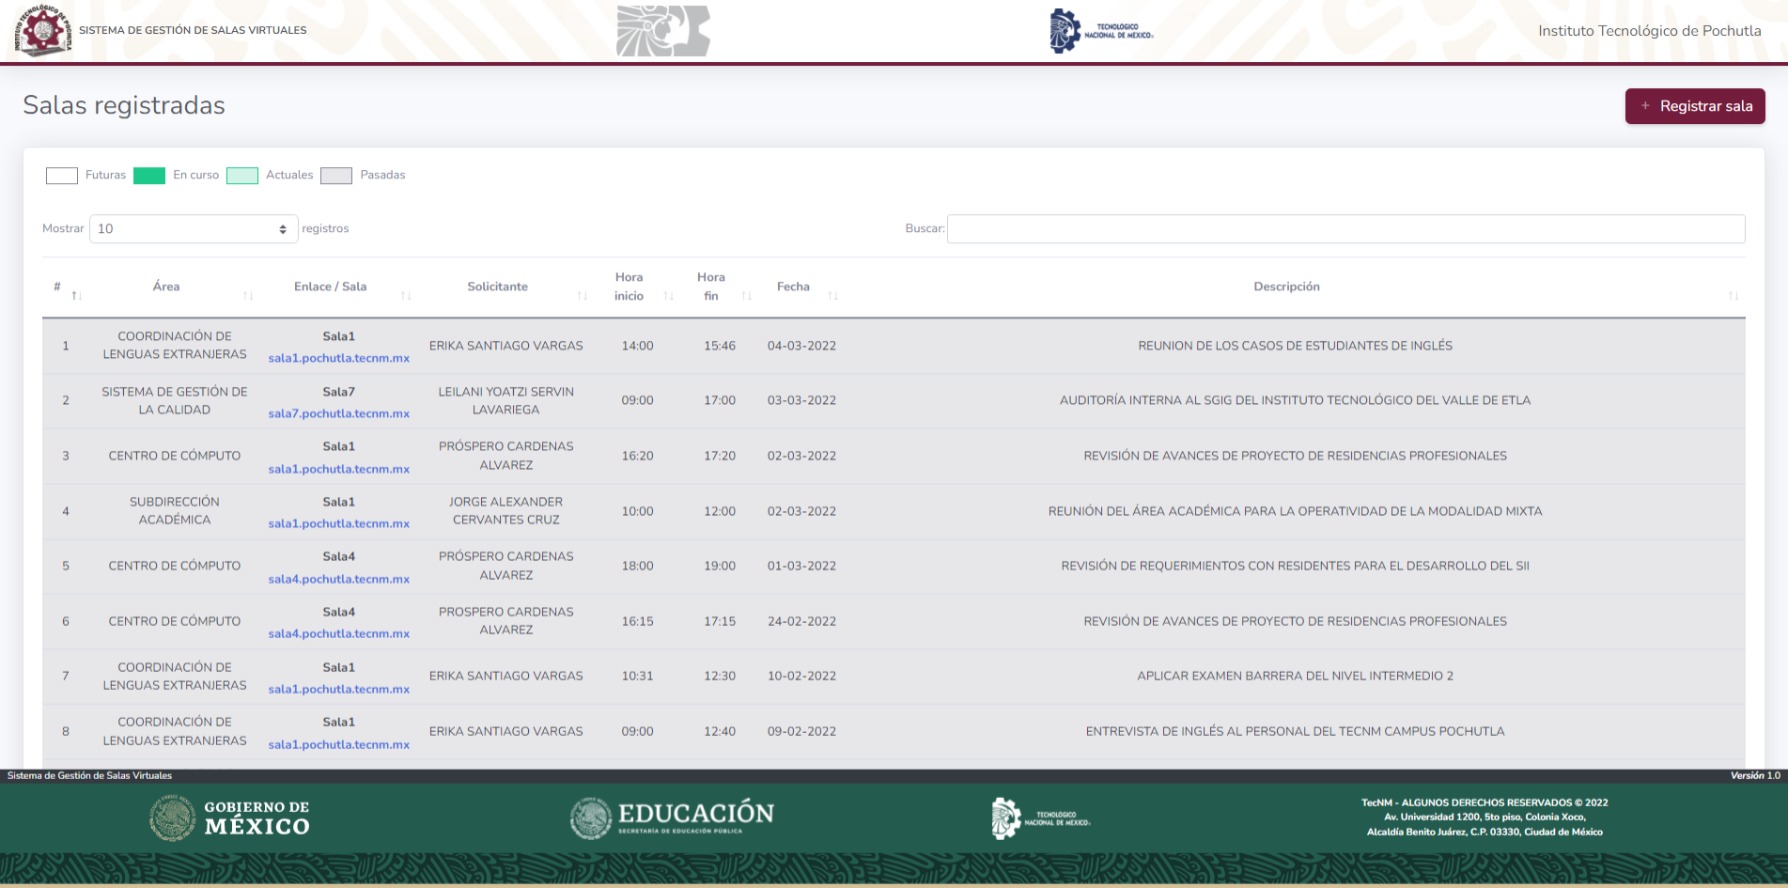 INSTITUTO TECNOLÓGICO DE POCHUTLA
SISTEMA DE GESTIÓN DE SALAS VIRTUALES
TECNOLÓGICO
NACIONAL DE MÉXICO®
Instituto Tecnológico de Pochutla
Salas registradas
+ Registrar sala
Futuras En curso Actuales Pasadas
Mostrar 10 registros Buscar:
# Área Enlace / Sala Solicitante Hora inicio Hora fin Fecha Descripción
1 COORDINACIÓN DE LENGUAS EXTRANJERAS Sala1 sala1.pochutla.tecnm.mx ERIKA SANTIAGO VARGAS 14:00 15:46 04-03-2022 REUNION DE LOS CASOS DE ESTUDIANTES DE INGLÉS
2 SISTEMA DE GESTIÓN DE LA CALIDAD Sala7 sala7.pochutla.tecnm.mx LEILANI YOATZI SERVIN LAVARIEGA 09:00 17:00 03-03-2022 AUDITORÍA INTERNA AL SGIG DEL INSTITUTO TECNOLÓGICO DEL VALLE DE ETLA
3 CENTRO DE CÓMPUTO Sala1 sala1.pochutla.tecnm.mx PRÓSPERO CARDENAS ALVAREZ 16:20 17:20 02-03-2022 REVISIÓN DE AVANCES DE PROYECTO DE RESIDENCIAS PROFESIONALES
4 SUBDIRECCIÓN ACADÉMICA Sala1 sala1.pochutla.tecnm.mx JORGE ALEXANDER CERVANTES CRUZ 10:00 12:00 02-03-2022 REUNIÓN DEL ÁREA ACADÉMICA PARA LA OPERATIVIDAD DE LA MODALIDAD MIXTA
5 CENTRO DE CÓMPUTO Sala4 sala4.pochutla.tecnm.mx PRÓSPERO CARDENAS ALVAREZ 18:00 19:00 01-03-2022 REVISIÓN DE REQUERIMIENTOS CON RESIDENTES PARA EL DESARROLLO DEL SII
6 CENTRO DE CÓMPUTO Sala4 sala4.pochutla.tecnm.mx PROSPERO CARDENAS ALVAREZ 16:15 17:15 24-02-2022 REVISIÓN DE AVANCES DE PROYECTO DE RESIDENCIAS PROFESIONALES
7 COORDINACIÓN DE LENGUAS EXTRANJERAS Sala1 sala1.pochutla.tecnm.mx ERIKA SANTIAGO VARGAS 10:31 12:30 10-02-2022 APLICAR EXAMEN BARRERA DEL NIVEL INTERMEDIO 2
8 COORDINACIÓN DE LENGUAS EXTRANJERAS Sala1 sala1.pochutla.tecnm.mx ERIKA SANTIAGO VARGAS 09:00 12:40 09-02-2022 ENTREVISTA DE INGLÉS AL PERSONAL DEL TECNM CAMPUS POCHUTLA
Sistema de Gestión de Salas Virtuales Versión 1.0
GOBIERNO DE
MÉXICO
EDUCACIÓN
SECRETARÍA DE EDUCACIÓN PÚBLICA
TECNOLÓGICO
NACIONAL DE MÉXICO®
TecNM - ALGUNOS DERECHOS RESERVADOS © 2022
Av. Universidad 1200, 5to piso, Colonia Xoco,
Alcaldía Benito Juárez, C.P. 03330, Ciudad de México